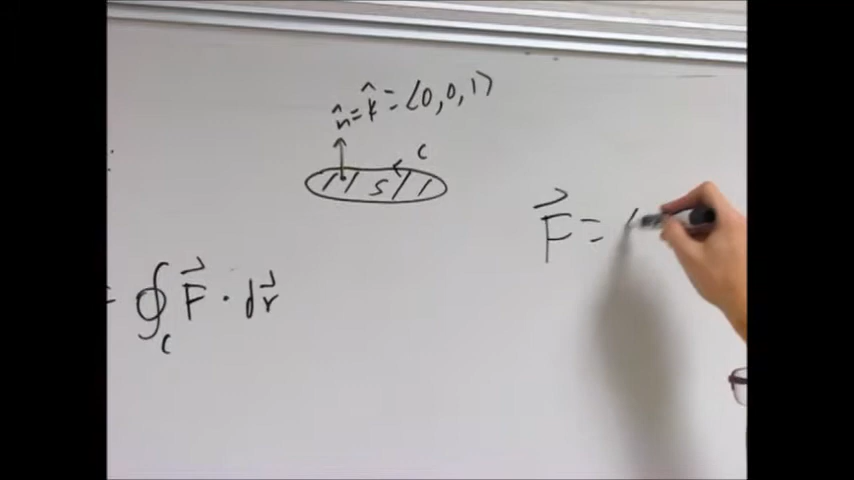 n̂ = k̂ = ⟨0, 0, 1⟩
C
S
F⃗ = ⟨
= ∮_C F⃗ · dr⃗